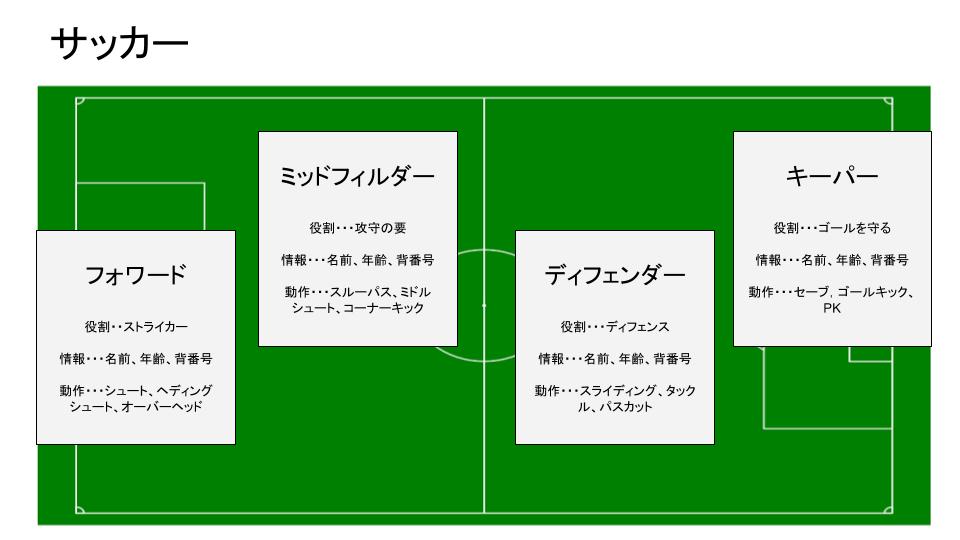 サッカー
フォワード
役割・・ストライカー
情報・・・名前、年齢、背番号
動作・・・シュート、ヘディング
シュート、オーバーヘッド
ミッドフィルダー
役割・・・攻守の要
情報・・・名前、年齢、背番号
動作・・・スルーパス、ミドル
シュート、コーナーキック
ディフェンダー
役割・・・ディフェンス
情報・・・名前、年齢、背番号
動作・・・スライディング、タック
ル、パスカット
キーパー
役割・・・ゴールを守る
情報・・・名前、年齢、背番号
動作・・・セーブ, ゴールキック、
PK